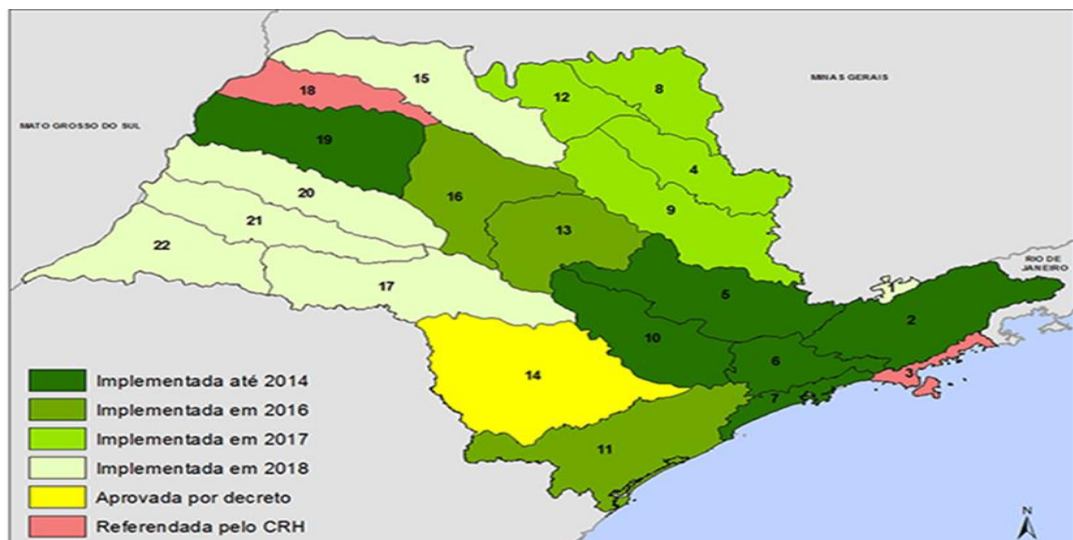 MINAS GERAIS
MATO GROSSO DO SUL
RIO DE
JANEIRO
15
18
12
8
19
4
16
20
9
13
21
22
17
5
1
2
10
6
3
14
7
11
Implementada até 2014
Implementada em 2016
Implementada em 2017
Implementada em 2018
Aprovada por decreto
Referendada pelo CRH
N